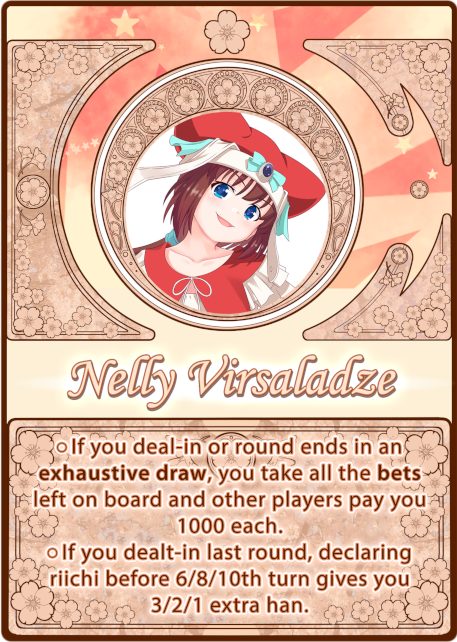 Nelly Virsaladze
○If you deal-in or round ends in an
exhaustive draw, you take all the bets
left on board and other players pay you
1000 each.
○If you dealt-in last round, declaring
riichi before 6/8/10th turn gives you
3/2/1 extra han.